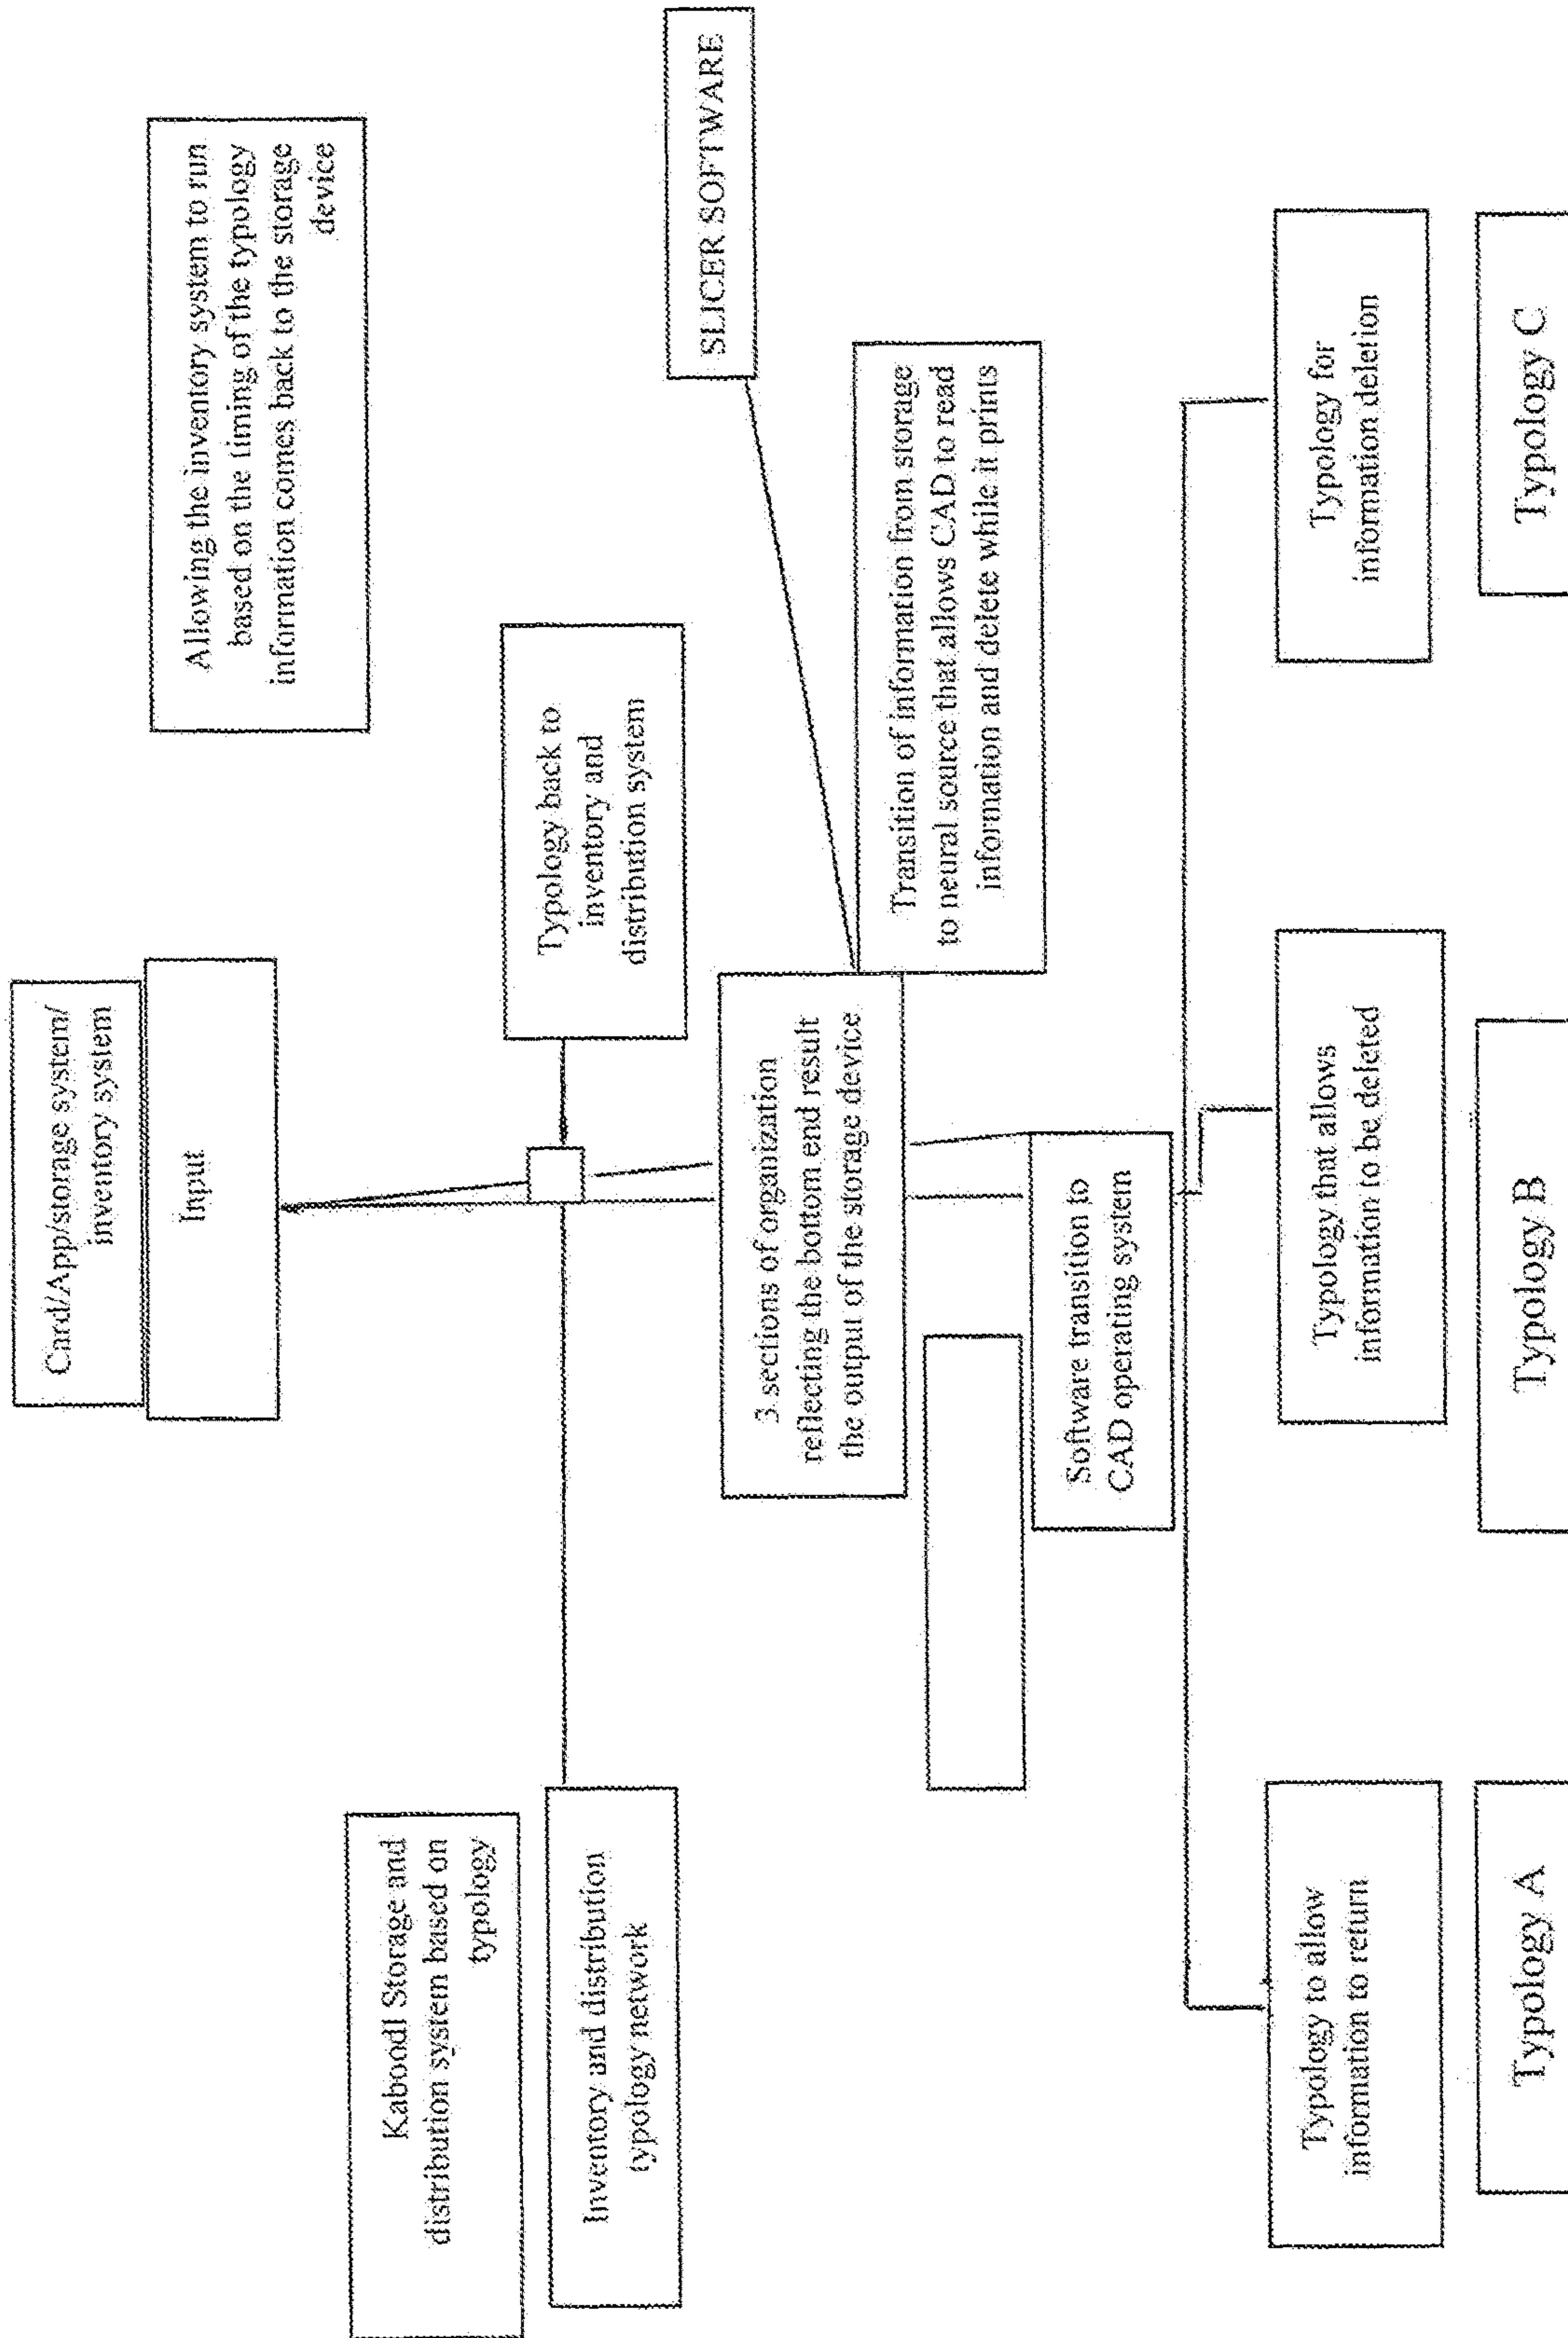 Card/App/storage system/
inventory system
Input
Allowing the inventory system to run
based on the timing of the typology
information comes back to the storage
device
Kaboodl Storage and
distribution system based on
typology
Inventory and distribution
typology network
Typology back to
inventory and
distribution system
SLICER SOFTWARE
3 sections of organization
reflecting the bottom end result
the output of the storage device
Transition of information from storage
to neural source that allows CAD to read
information and delete while it prints
Software transition to
CAD operating system
Typology to allow
information to return
Typology that allows
information to be deleted
Typology for
information deletion
Typology A
Typology B
Typology C